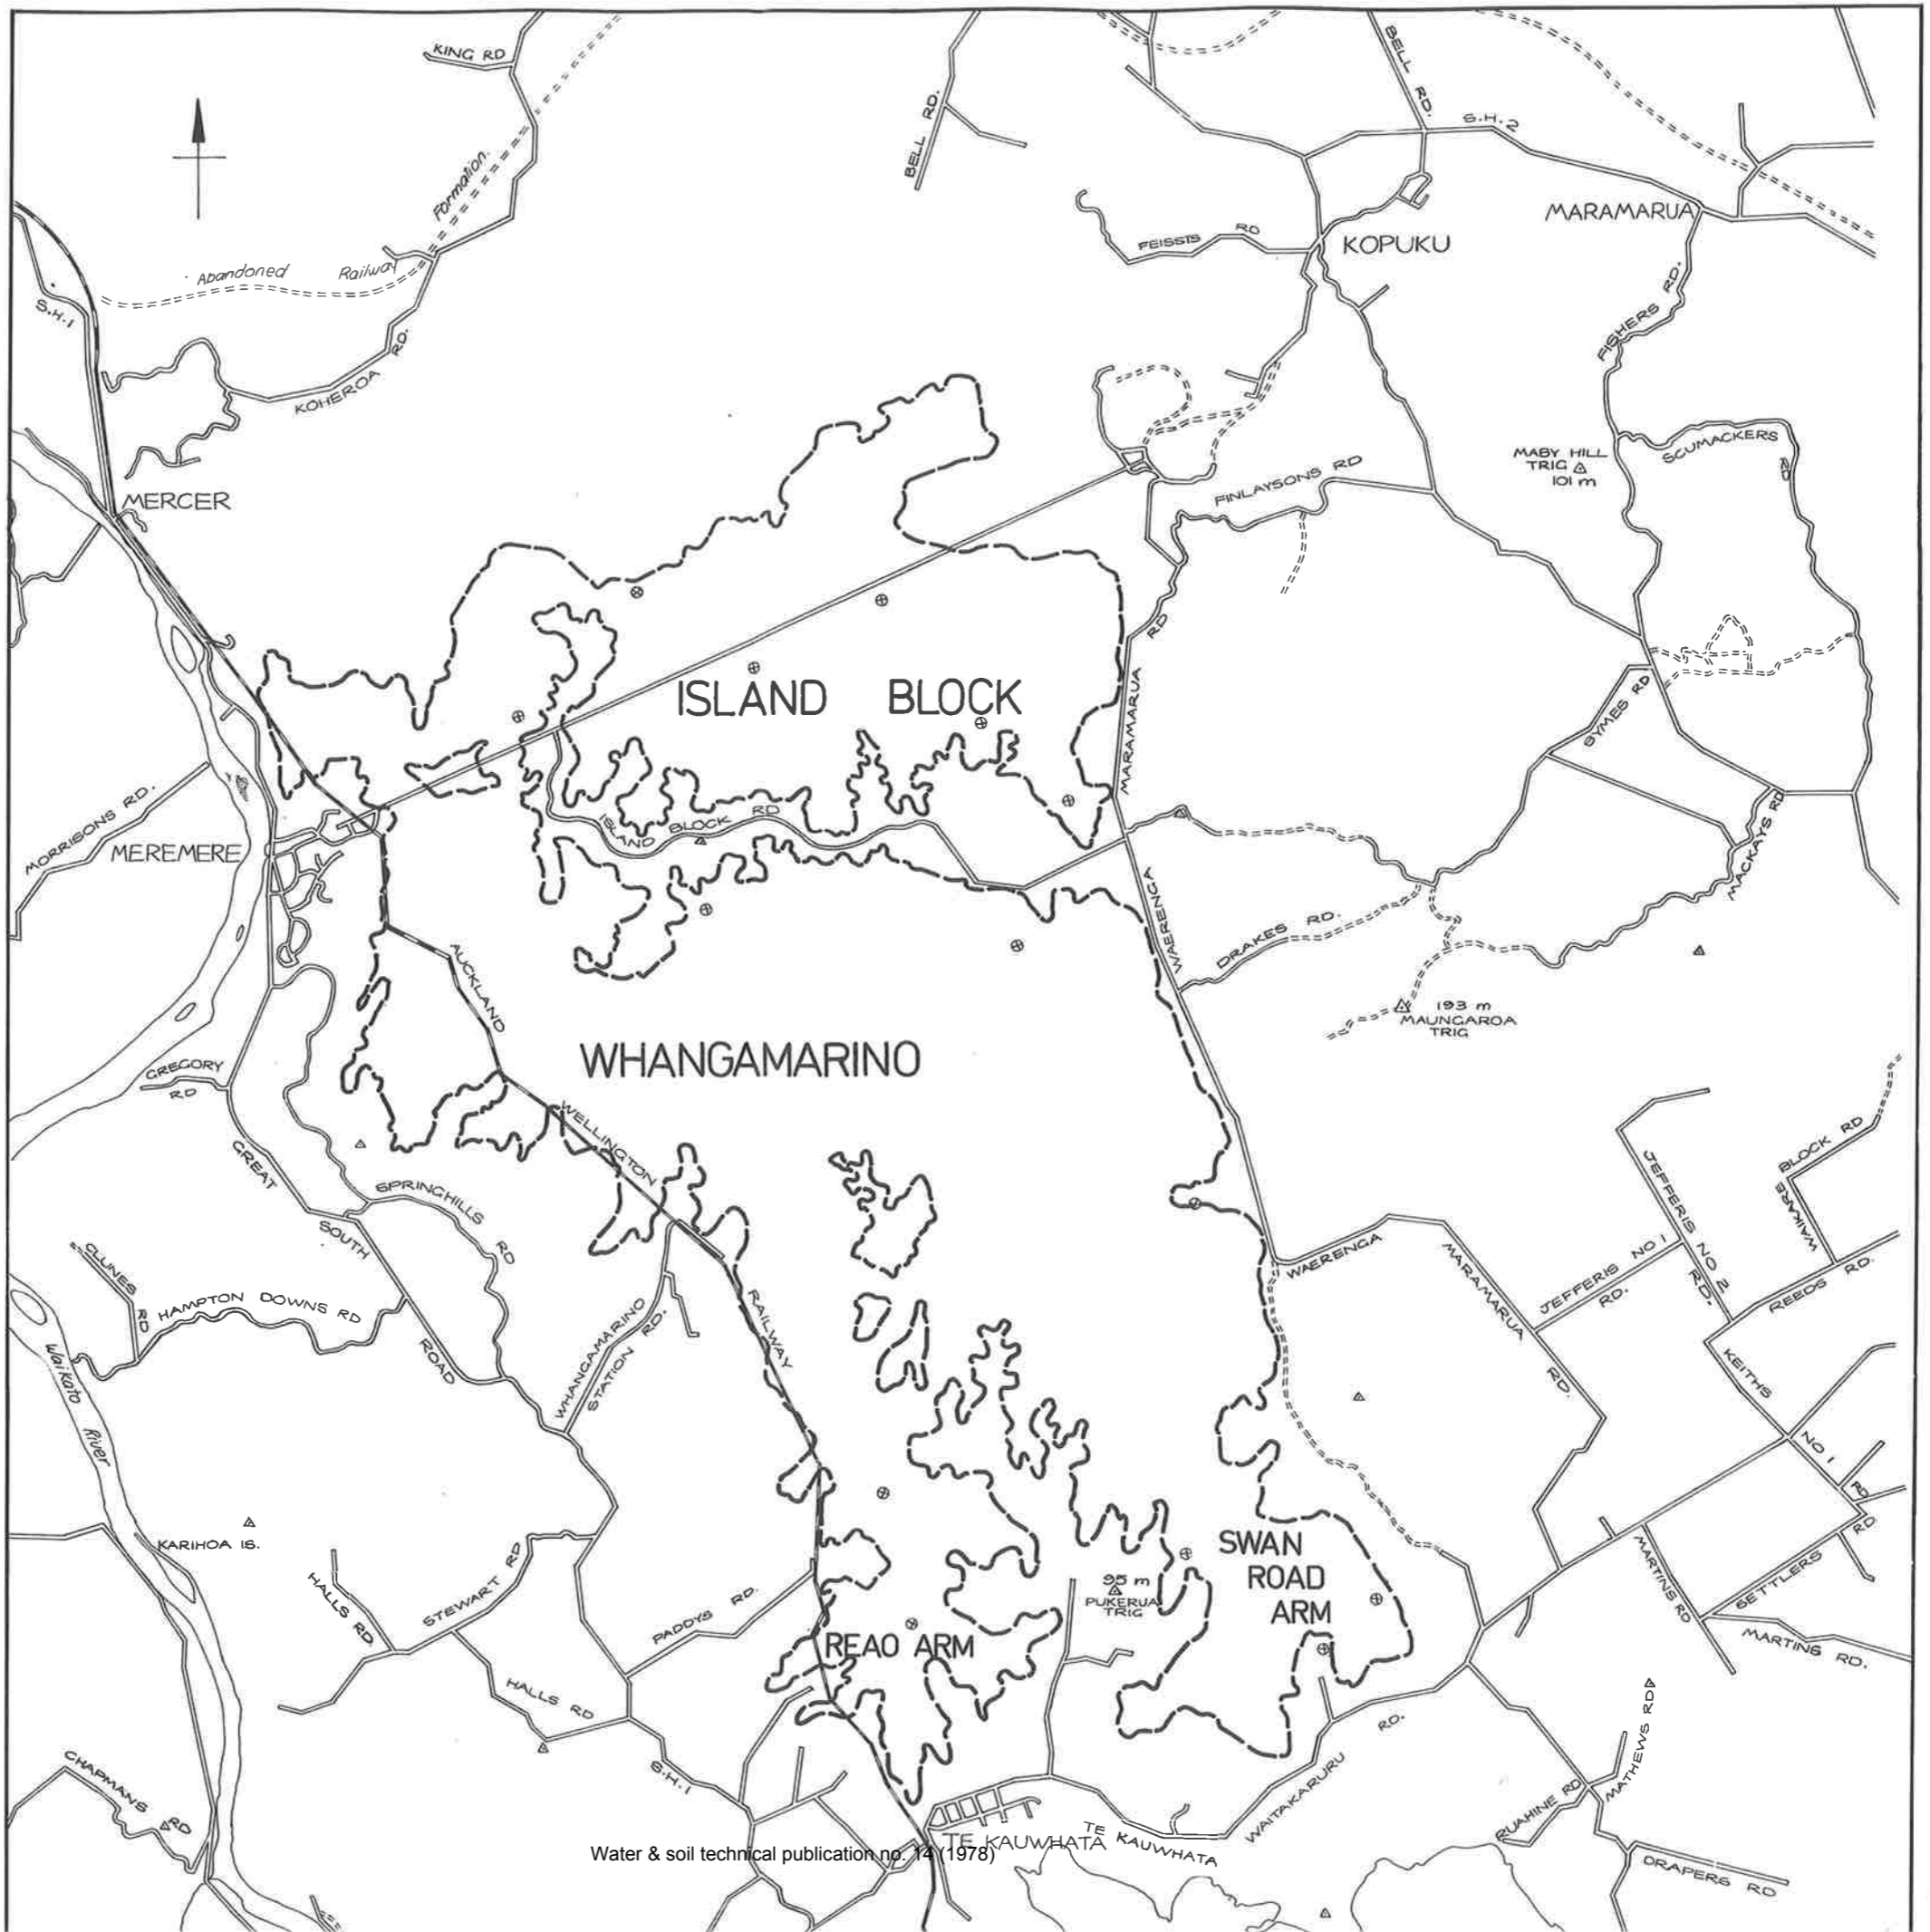 KING RD
BELL RD.
BELL RD.
S.H. 2
Formation.
MARAMARUA
FEISSTS RD
KOPUKU
Abandoned Railway
S.H.1
FISHERS RD.
KOHEROA RD.
SCUMACKERS RD
MABY HILL
TRIG
101 m
FINLAYSONS RD
MERCER
ISLAND BLOCK
MARAMARUA RD
SYMES RD
MORRISONS RD.
ISLAND BLOCK RD
MEREMERE
MACKAYS RD
WAERENGA
DRAKES RD.
AUCKLAND
193 m
MAUNGAROA
TRIG
WHANGAMARINO
GREGORY
RD
WELLINGTON
BLOCK RD
WAIKARE
JEFFERIS NO 2 RD.
GREAT
SPRINGHILLS RD
SOUTH
CLUNES RD
WAERENGA
MARAMARUA
RD.
JEFFERIS NO 1
RD.
REEDS RD.
HAMPTON DOWNS RD
RAILWAY
WHANGAMARINO
STATION RD.
ROAD
Waikato
River
KEITHS
NO 1
RD
KARIHOA IS.
SWAN
ROAD
ARM
MARTINS RD
SETTLERS RD
HALLS RD
STEWART RD
95 m
PUKERUA
TRIG
PADDYS RD.
REAO ARM
MARTINS RD.
HALLS RD
MATHEWS RD
RD.
WAITAKARURU
CHAPMANS RD
S.H.1
RUAHINE RD
TE KAUWHATA
TE KAUWHATA
DRAPERS RD
Water & soil technical publication no. 14 (1978)